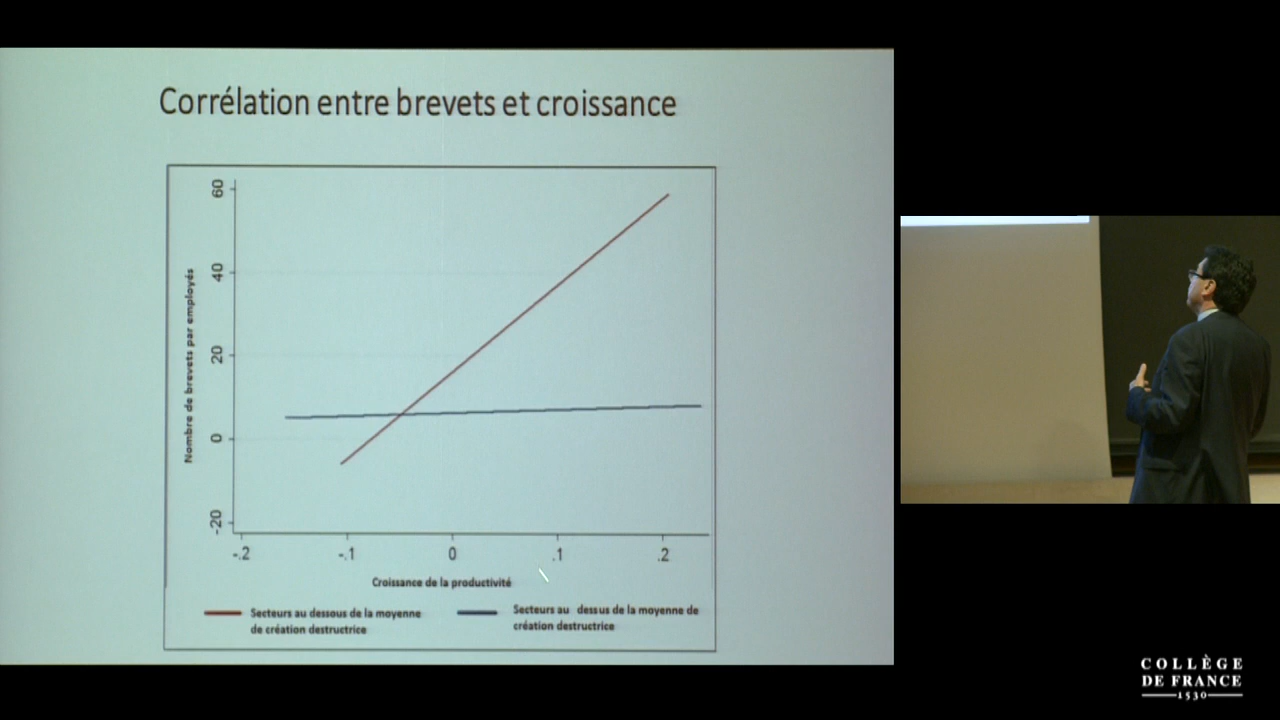 Corrélation entre brevets et croissance
Nombre de brevets par employés
60
40
20
0
-20
-.2
-.1
0
.1
.2
Croissance de la productivité
Secteurs au dessous de la moyenne
de création destructrice
Secteurs au dessus de la moyenne de
création destructrice
COLLÈGE
DE FRANCE
1530